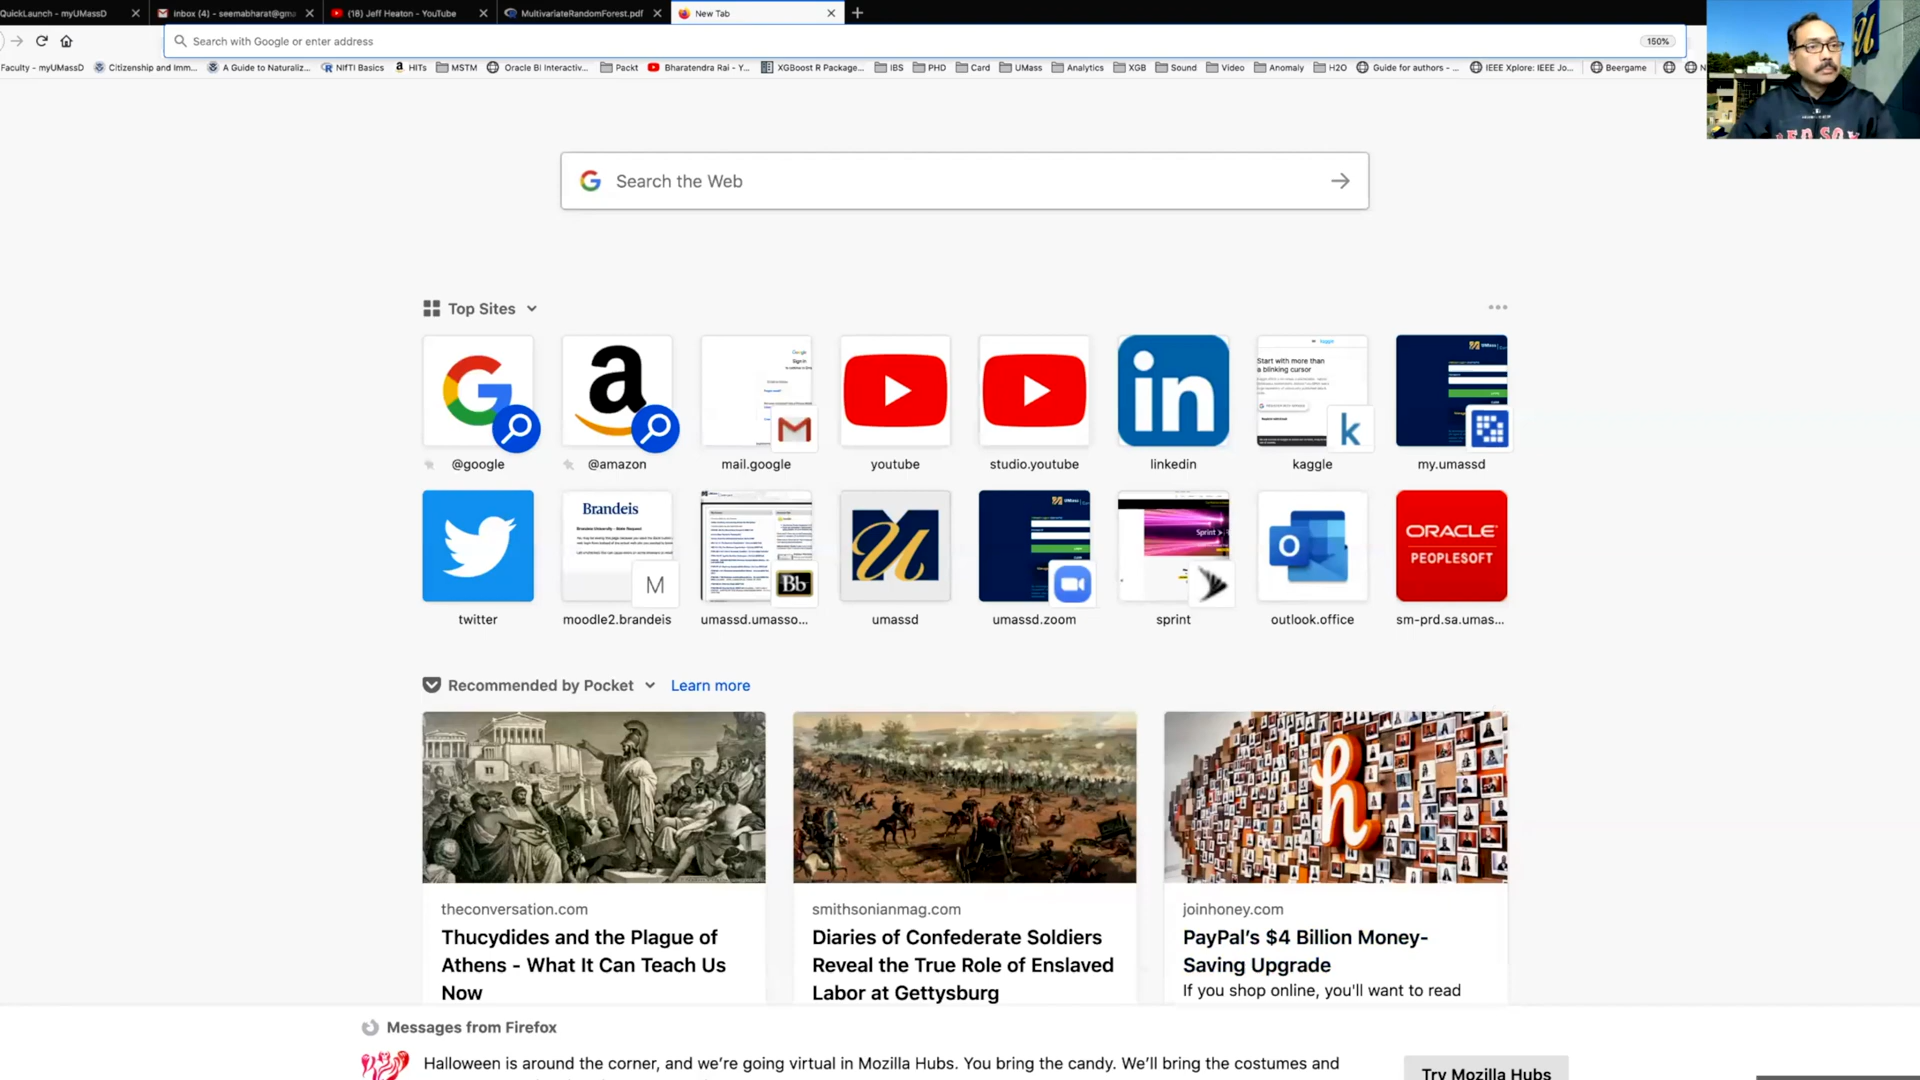 QuickLaunch - myUMassD
inbox (4) - seemabharat@gma
(18) Jeff Heaton - YouTube
MultivariateRandomForest.pdf
New Tab
Search with Google or enter address
150%
Faculty - myUMassD
Citizenship and Imm...
A Guide to Naturaliz...
NIfTI Basics
HITs
MSTM
Oracle BI Interactiv...
Packt
Bharatendra Rai - Y...
XGBoost R Package...
IBS
PHD
Card
UMass
Analytics
XGB
Sound
Video
Anomaly
H2O
Guide for authors - ...
IEEE Xplore: IEEE Jo...
Beergame
Search the Web
Top Sites
@google
@amazon
mail.google
youtube
studio.youtube
linkedin
Start with more than
a blinking cursor
kaggle
my.umassd
twitter
Brandeis
M
moodle2.brandeis
Bb
umassd.umasso...
umassd
umassd.zoom
Sprint
sprint
outlook.office
ORACLE
PEOPLESOFT
sm-prd.sa.umas...
Recommended by Pocket
Learn more
theconversation.com
Thucydides and the Plague of
Athens - What It Can Teach Us
Now
smithsonianmag.com
Diaries of Confederate Soldiers
Reveal the True Role of Enslaved
Labor at Gettysburg
joinhoney.com
PayPal's $4 Billion Money-
Saving Upgrade
If you shop online, you'll want to read
Messages from Firefox
Halloween is around the corner, and we're going virtual in Mozilla Hubs. You bring the candy. We'll bring the costumes and
Try Mozilla Hubs